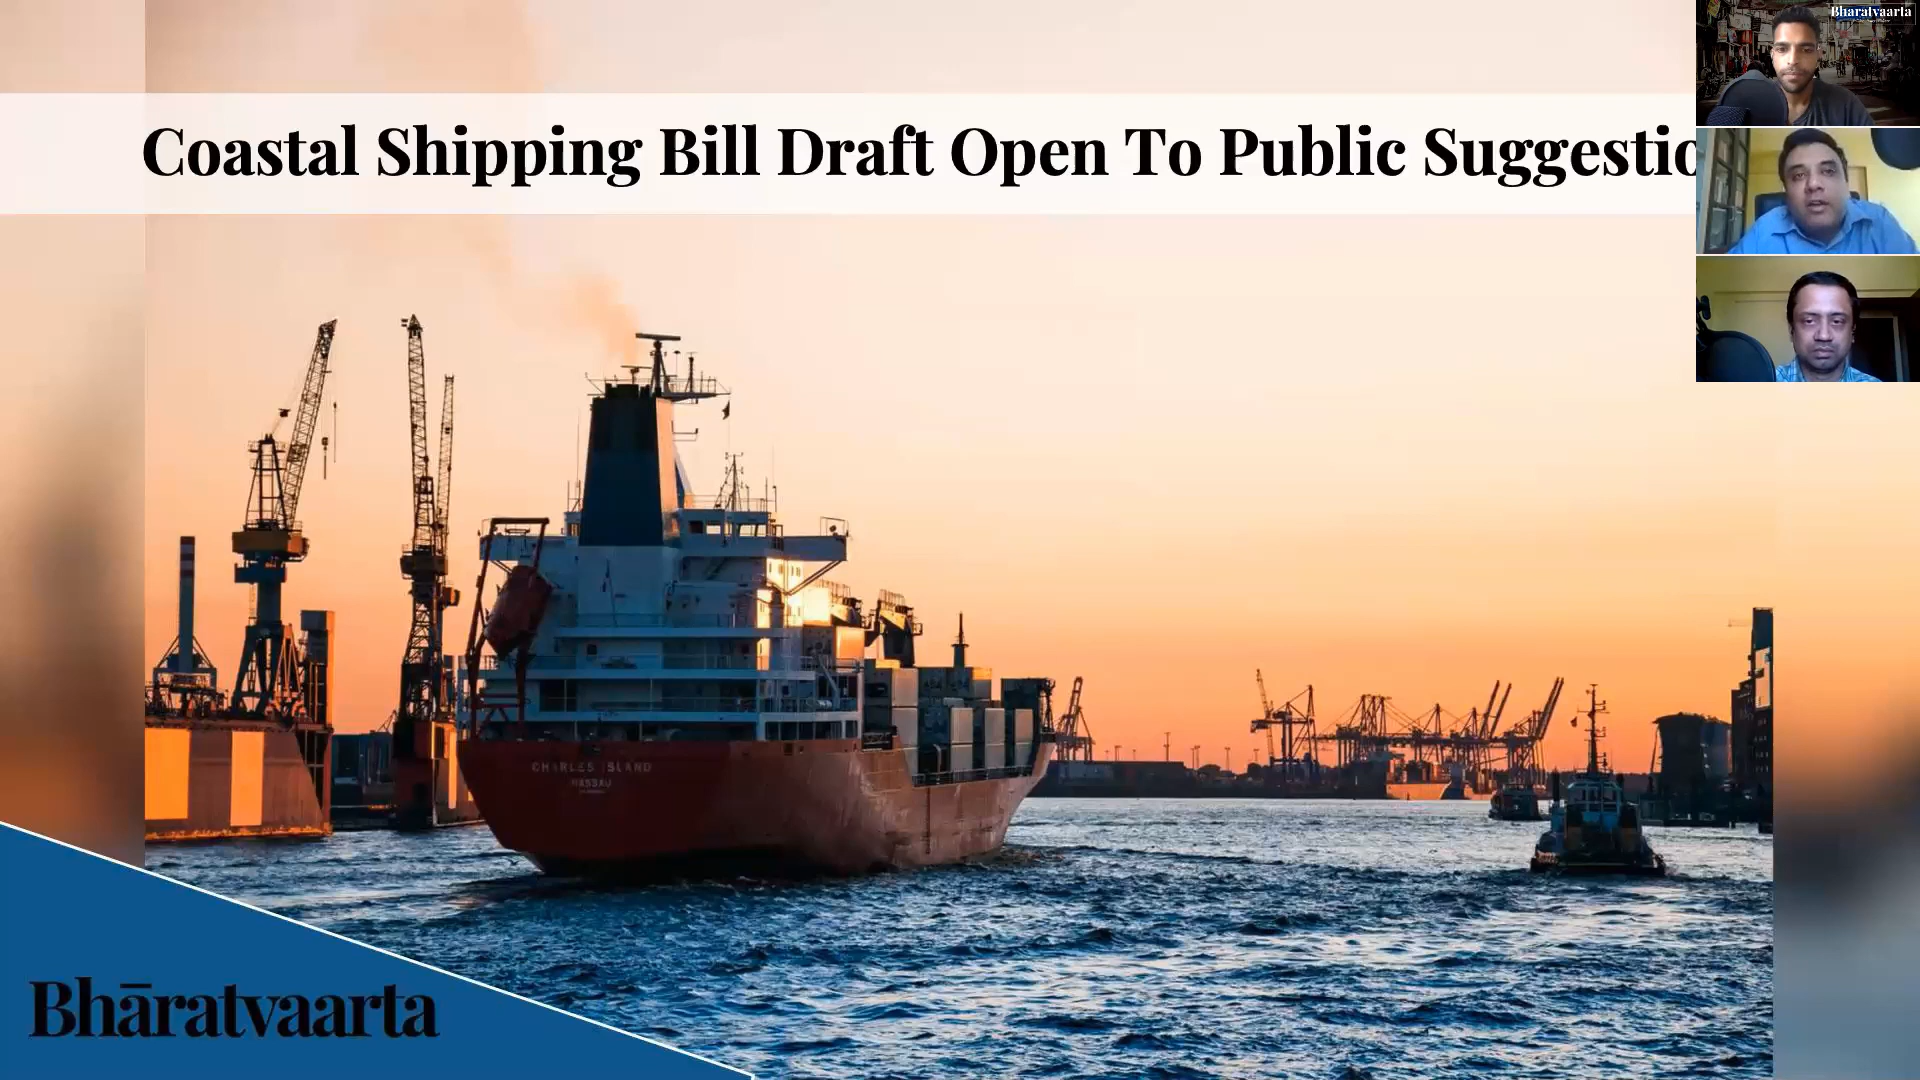 Coastal Shipping Bill Draft Open To Public Suggestio
Bharatvaarta
CHARLES ISLAND
NASSAU
Bhāratvaarta